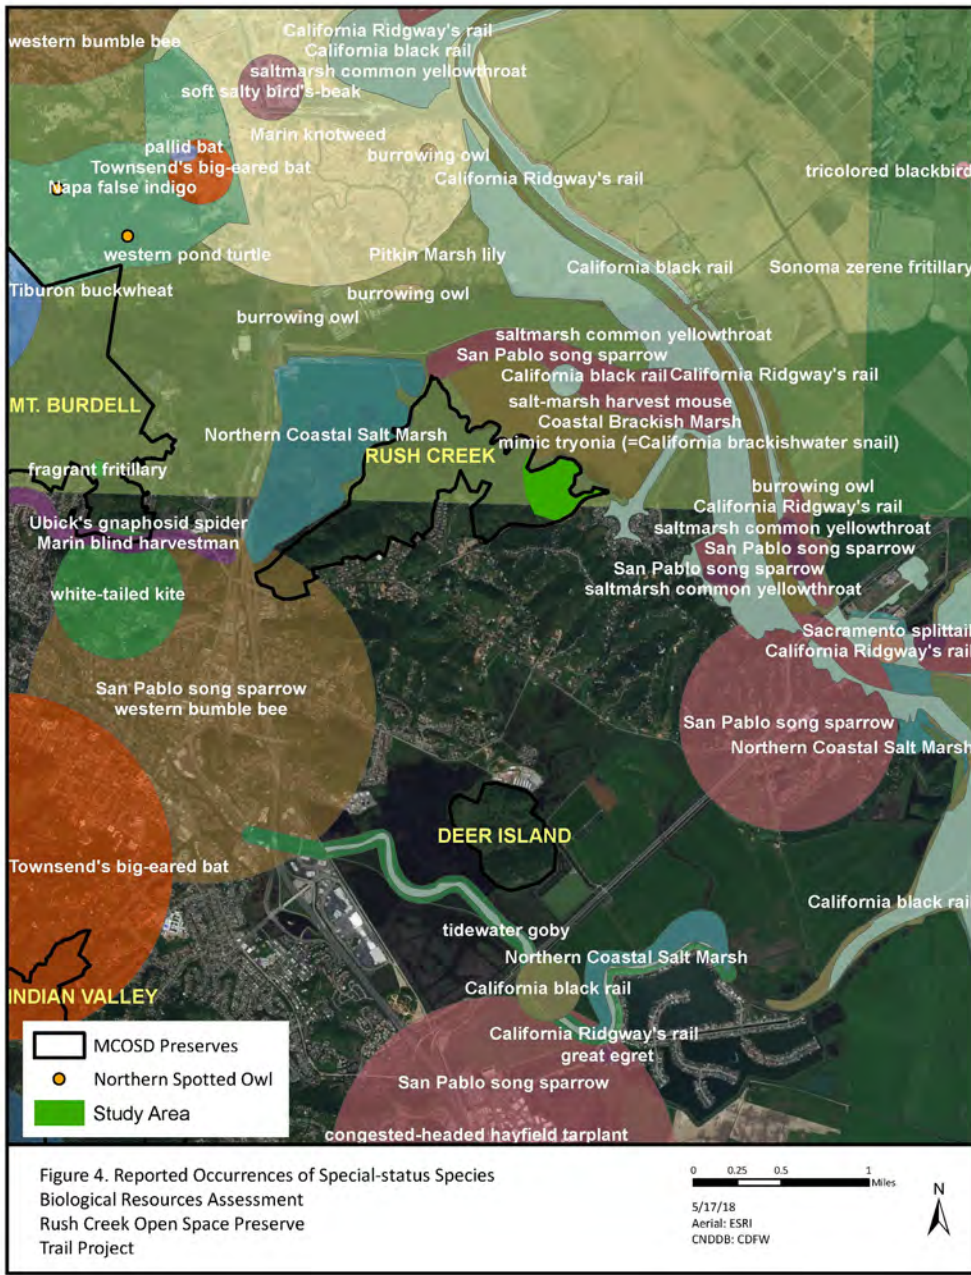 western bumble bee
California Ridgway's rail
California black rail
saltmarsh common yellowthroat
soft salty bird's-beak
Marin knotweed
pallid bat
burrowing owl
Townsend's big-eared bat
tricolored blackbird
California Ridgway's rail
Napa false indigo
western pond turtle
Pitkin Marsh lily
California black rail
Sonoma zerene fritillary
Tiburon buckwheat
burrowing owl
burrowing owl
saltmarsh common yellowthroat
San Pablo song sparrow
California black rail
California Ridgway's rail
MT. BURDELL
salt-marsh harvest mouse
Coastal Brackish Marsh
Northern Coastal Salt Marsh
mimic tryonia (=California brackishwater snail)
RUSH CREEK
fragrant fritillary
burrowing owl
California Ridgway's rail
Ubick's gnaphosid spider
saltmarsh common yellowthroat
Marin blind harvestman
San Pablo song sparrow
San Pablo song sparrow
saltmarsh common yellowthroat
white-tailed kite
Sacramento splittail
California Ridgway's rail
San Pablo song sparrow
western bumble bee
San Pablo song sparrow
Northern Coastal Salt Marsh
DEER ISLAND
Townsend's big-eared bat
California black rail
tidewater goby
Northern Coastal Salt Marsh
California black rail
INDIAN VALLEY
California Ridgway's rail
great egret
San Pablo song sparrow
congested-headed hayfield tarplant
MCOSD Preserves
Northern Spotted Owl
Study Area
Figure 4. Reported Occurrences of Special-status Species
Biological Resources Assessment
Rush Creek Open Space Preserve
Trail Project
0 0.25 0.5 1
Miles
5/17/18
Aerial: ESRI
CNDDB: CDFW
N